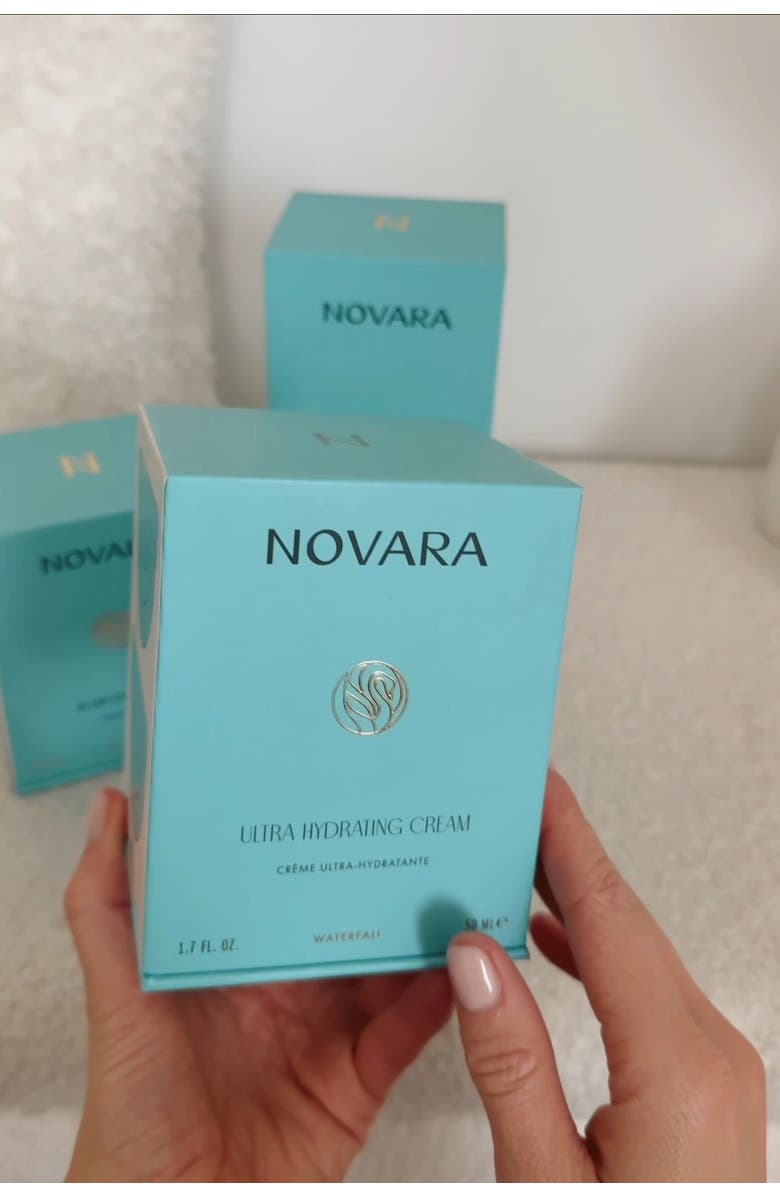 N
NOVARA
N
NOVA
N
NOVARA
ULTRA HYDRATING CREAM
CRÈME ULTRA-HYDRATANTE
1.7 FL. OZ. WATERFALL 50 ML ℮